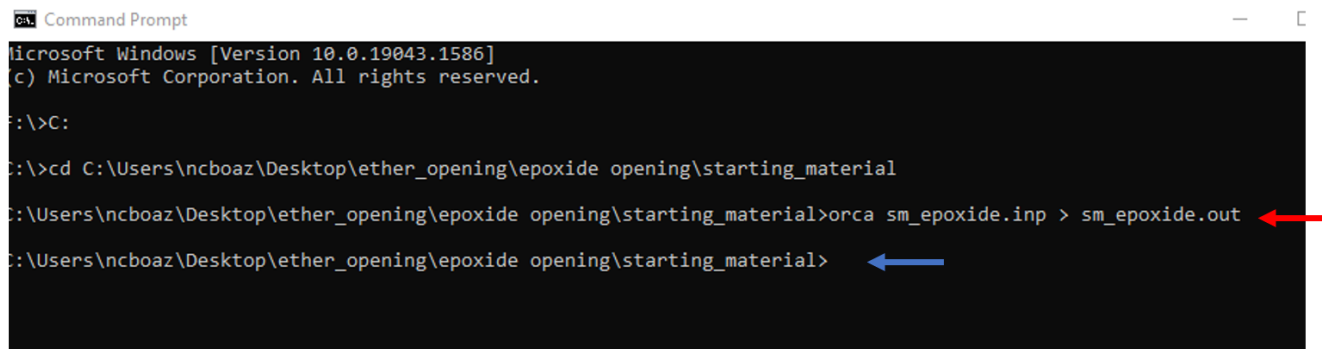 Command Prompt
Microsoft Windows [Version 10.0.19043.1586]
(c) Microsoft Corporation. All rights reserved.
F:\>C:
C:\>cd C:\Users\ncboaz\Desktop\ether_opening\epoxide opening\starting_material
C:\Users\ncboaz\Desktop\ether_opening\epoxide opening\starting_material>orca sm_epoxide.inp > sm_epoxide.out
C:\Users\ncboaz\Desktop\ether_opening\epoxide opening\starting_material>